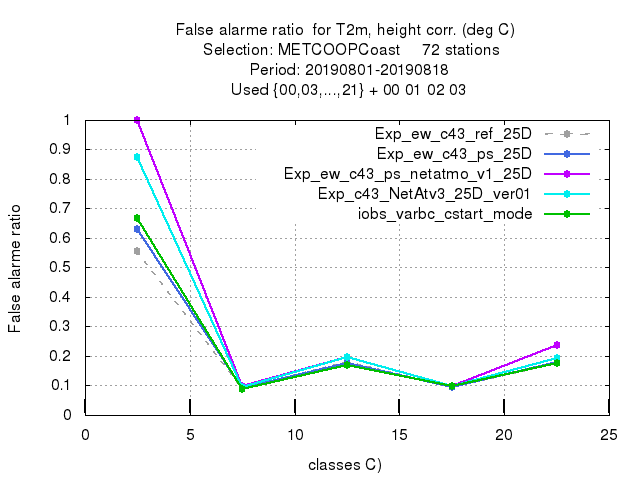 False alarme ratio  for T2m, height corr. (deg C)
Selection: METCOOPCoast     72 stations
Period: 20190801-20190818
Used {00,03,...,21} + 00 01 02 03
Exp_ew_c43_ref_25D
Exp_ew_c43_ps_25D
Exp_ew_c43_ps_netatmo_v1_25D
Exp_c43_NetAtv3_25D_ver01
iobs_varbc_cstart_mode
False alarme ratio
1
0.9
0.8
0.7
0.6
0.5
0.4
0.3
0.2
0.1
0
0 5 10 15 20 25
classes C)